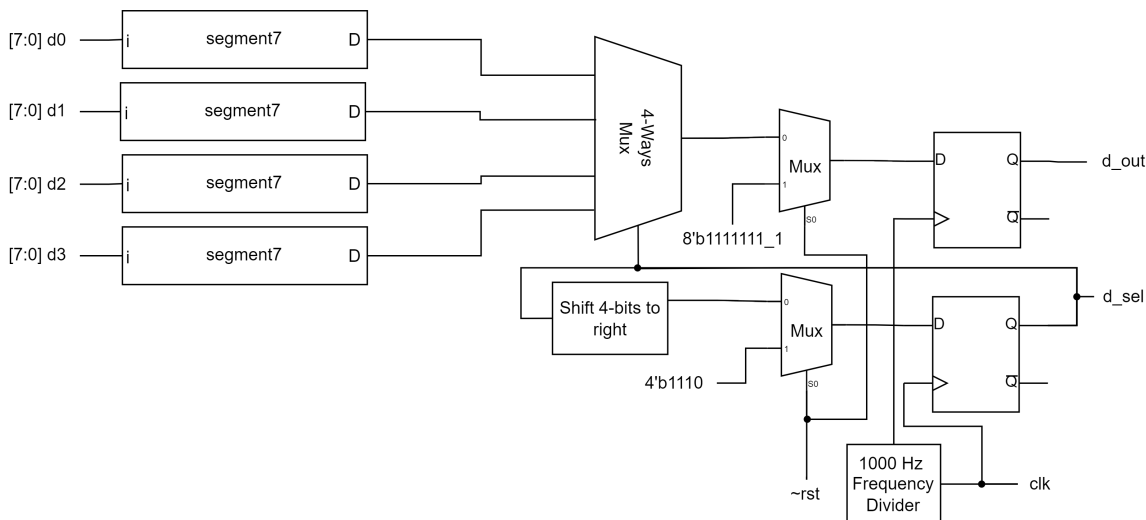 [7:0] d0
i
segment7
D
[7:0] d1
i
segment7
D
[7:0] d2
i
segment7
D
[7:0] d3
i
segment7
D
4-Ways
Mux
0
Mux
1
S0
8'b1111111_1
D
Q
Q
d_out
Shift 4-bits to
right
0
Mux
1
S0
4'b1110
D
Q
Q
d_sel
~rst
1000 Hz
Frequency
Divider
clk